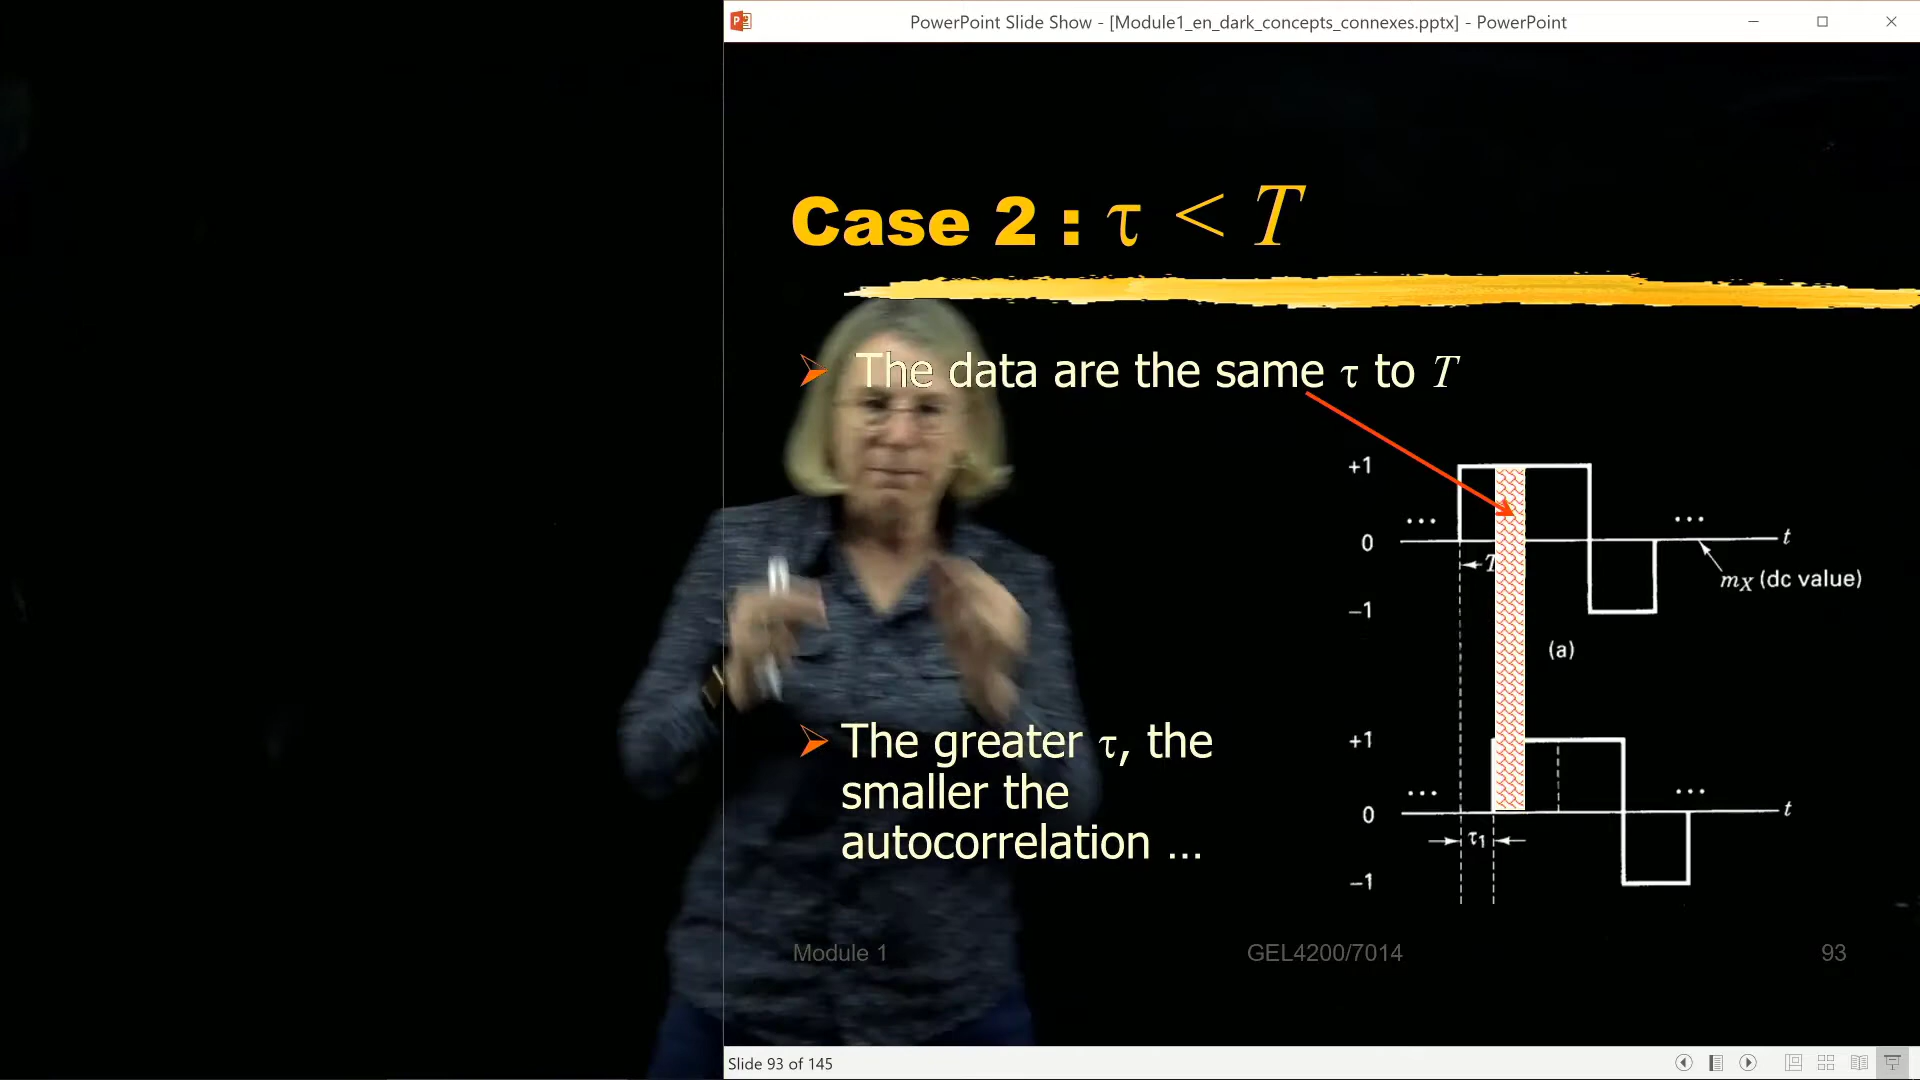 PowerPoint Slide Show - [Module1_en_dark_concepts_connexes.pptx] - PowerPoint
Case 2 : τ < T
The data are the same τ to T
+1
... ...
0 t
T
mX (dc value)
−1
(a)
The greater τ, the
smaller the
autocorrelation ...
+1
... ...
0 t
τ1
−1
Module 1 GEL4200/7014 93
Slide 93 of 145